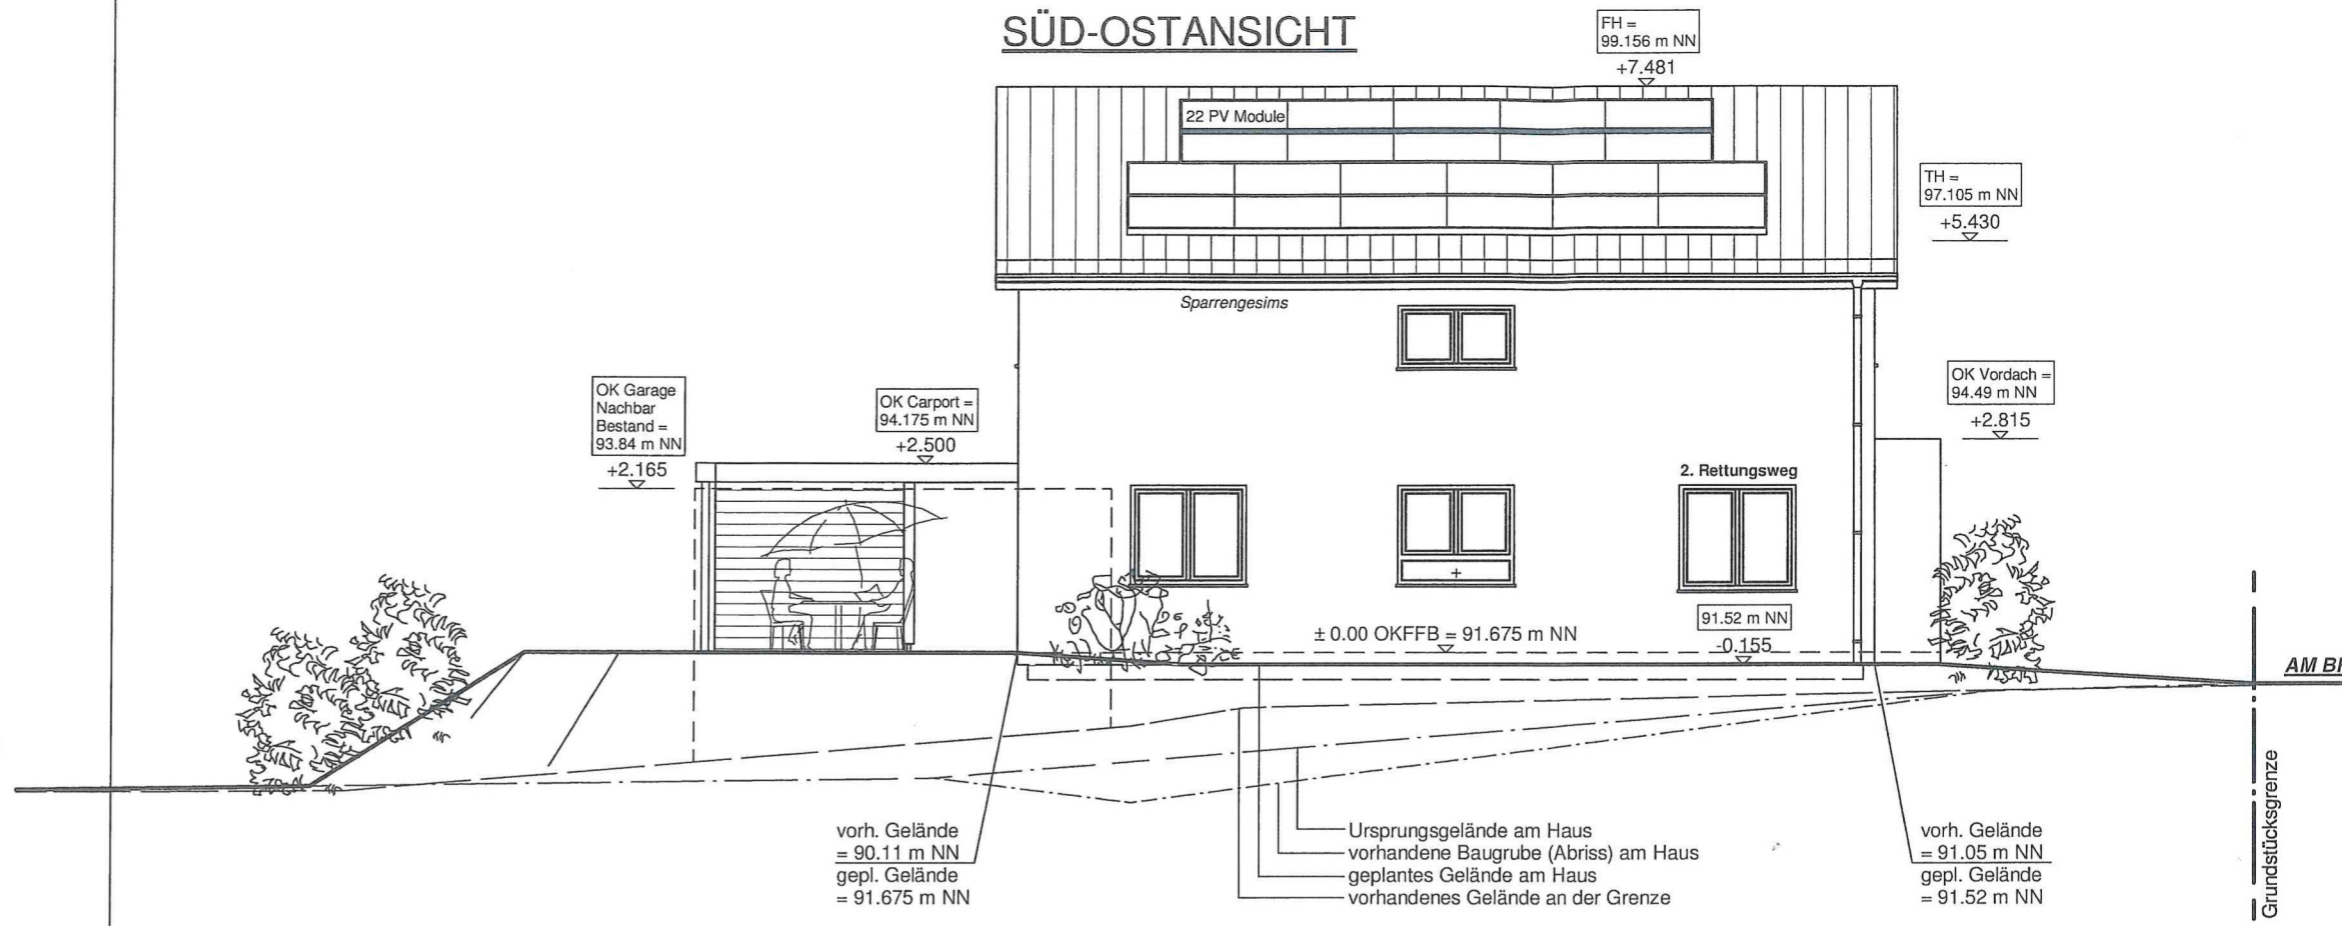 SÜD-OSTANSICHT
FH =
99.156 m NN
+7.481
22 PV Module
TH =
97.105 m NN
+5.430
Sparrengesims
OK Garage
Nachbar
Bestand =
93.84 m NN
+2.165
OK Carport =
94.175 m NN
+2.500
OK Vordach =
94.49 m NN
+2.815
2. Rettungsweg
± 0.00 OKFFB = 91.675 m NN
91.52 m NN
-0.155
AM
Grundstücksgrenze
vorh. Gelände
= 90.11 m NN
gepl. Gelände
= 91.675 m NN
Ursprungsgelände am Haus
vorhandene Baugrube (Abriss) am Haus
geplantes Gelände am Haus
vorhandenes Gelände an der Grenze
vorh. Gelände
= 91.05 m NN
gepl. Gelände
= 91.52 m NN